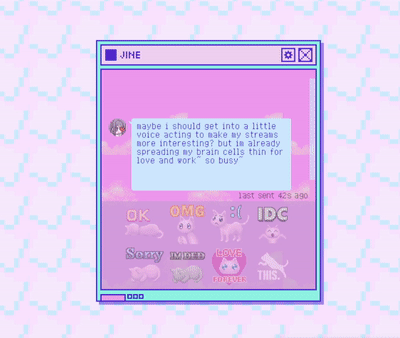 JINE
maybe i should get into a little
voice acting to make my streams
more interesting? but im already
spreading my brain cells thin for
love and work~ so busy~
last sent 42s ago
OK
OMG
:(
IDC
Sorry
LOVE
FOREVER
THIS.